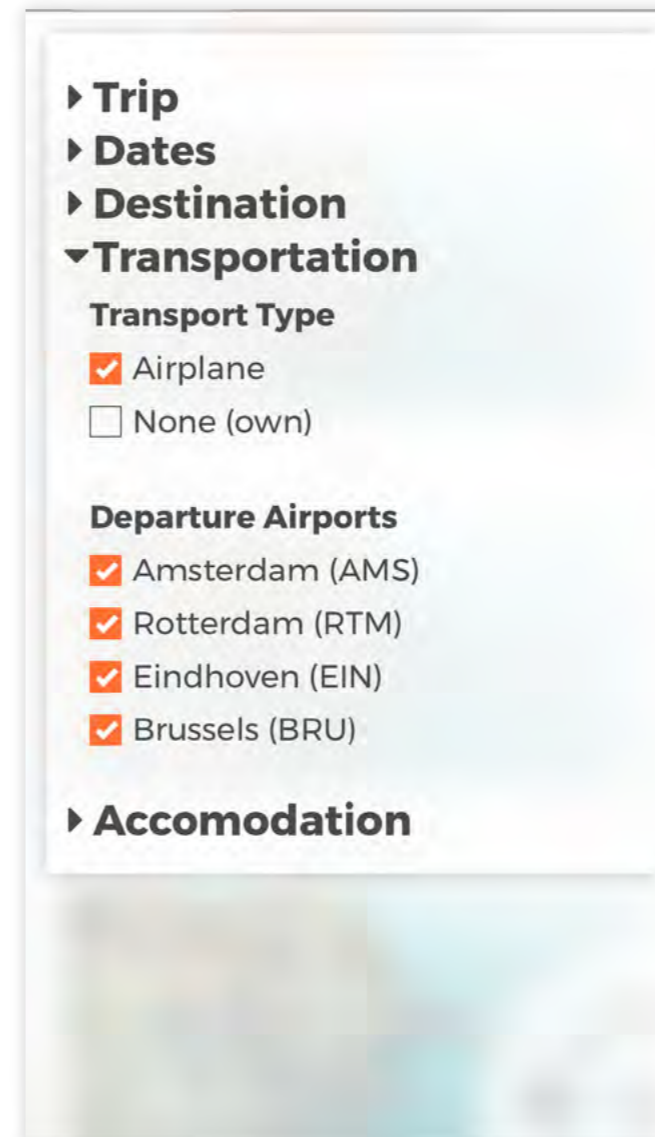 Trip
Dates
Destination
Transportation
Transport Type
Airplane
None (own)
Departure Airports
Amsterdam (AMS)
Rotterdam (RTM)
Eindhoven (EIN)
Brussels (BRU)
Accomodation